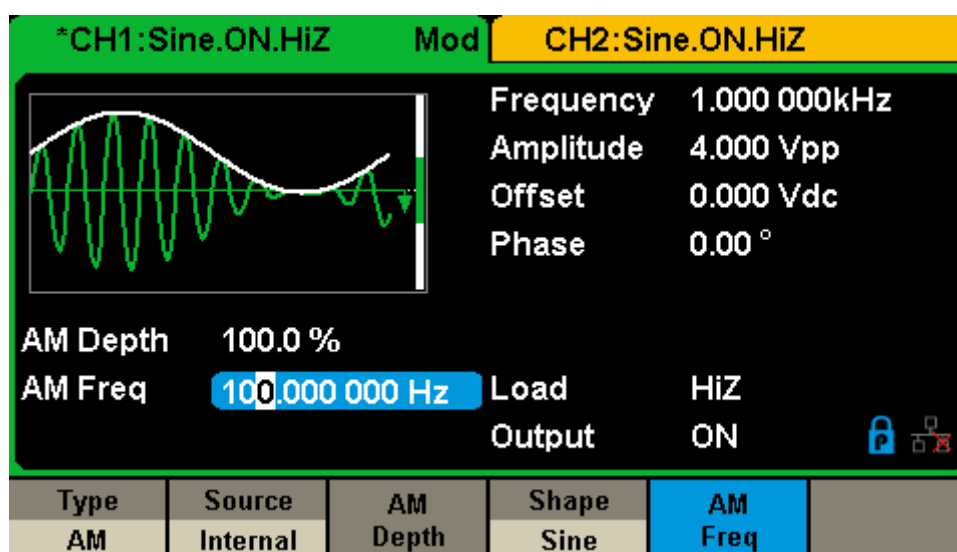 *CH1:Sine.ON.HiZ Mod CH2:Sine.ON.HiZ
Frequency 1.000 000kHz
Amplitude 4.000 Vpp
Offset 0.000 Vdc
Phase 0.00 °
AM Depth 100.0 %
AM Freq 100.000 000 Hz Load HiZ
Output ON P
Type Source AM Depth Shape AM Freq
AM Internal Sine